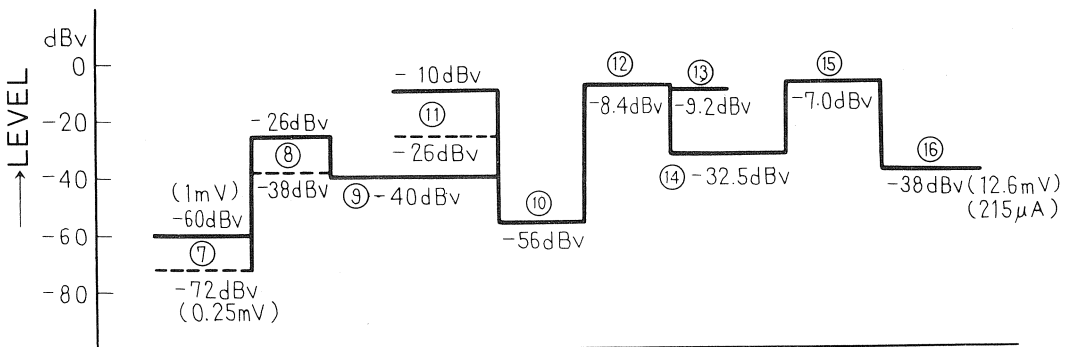 dBv
0
-20
-40
-60
-80
→LEVEL
(1mV)
-60dBv
⑦
-72dBv
(0.25mV)
-26dBv
⑧
-38dBv
⑨ -40dBv
- 10dBv
⑪
-26dBv
⑩
-56dBv
⑫
-8.4dBv
⑬
-9.2dBv
⑭ -32.5dBv
⑮
-7.0dBv
⑯
-38dBv(12.6mV)
(215μA)